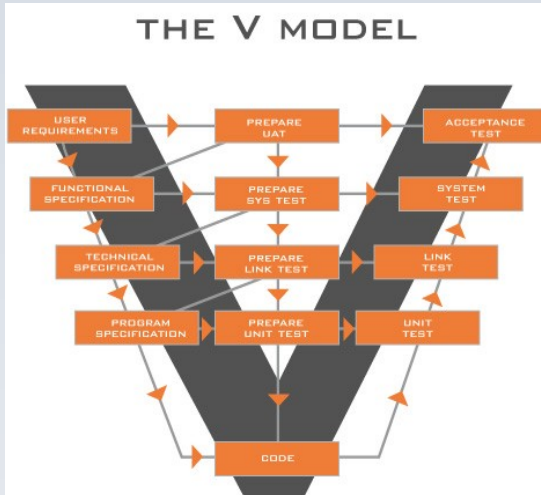 THE V MODEL
USER
REQUIREMENTS
PREPARE
UAT
ACCEPTANCE
TEST
FUNCTIONAL
SPECIFICATION
PREPARE
SYS TEST
SYSTEM
TEST
TECHNICAL
SPECIFICATION
PREPARE
LINK TEST
LINK
TEST
PROGRAM
SPECIFICATION
PREPARE
UNIT TEST
UNIT
TEST
CODE